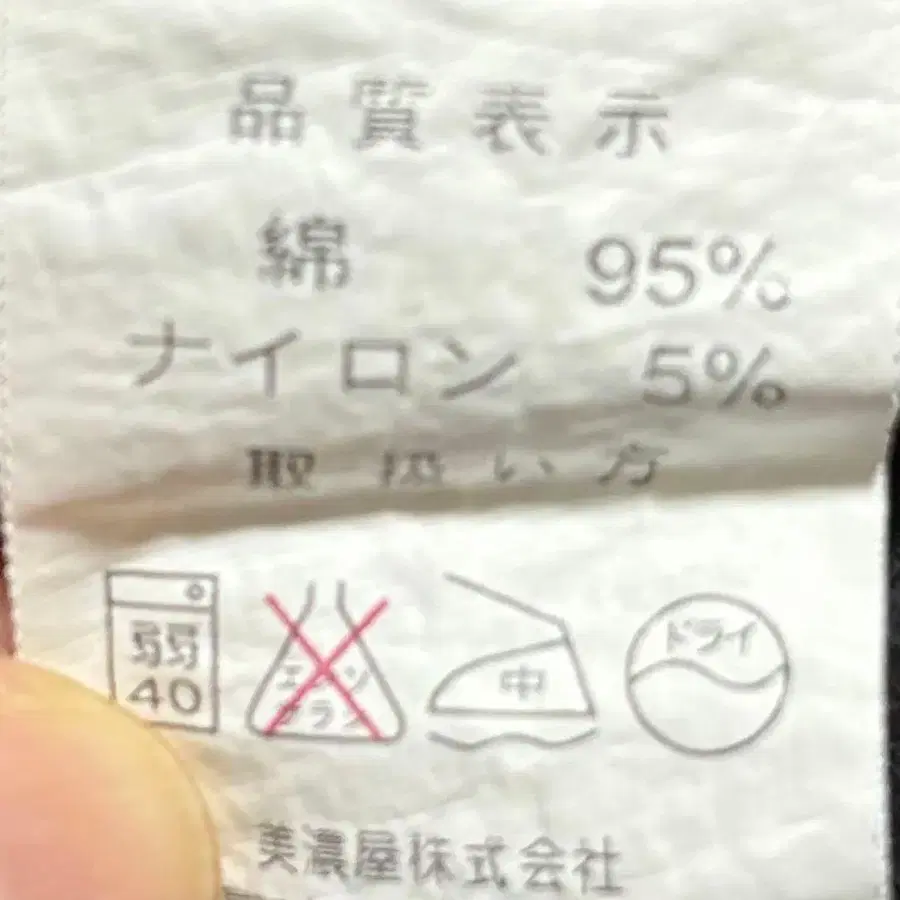 品質表示
綿 95%
ナイロン 5%
取扱い方
弱 40
エンソ サラシ
中
ドライ
美濃屋株式会社